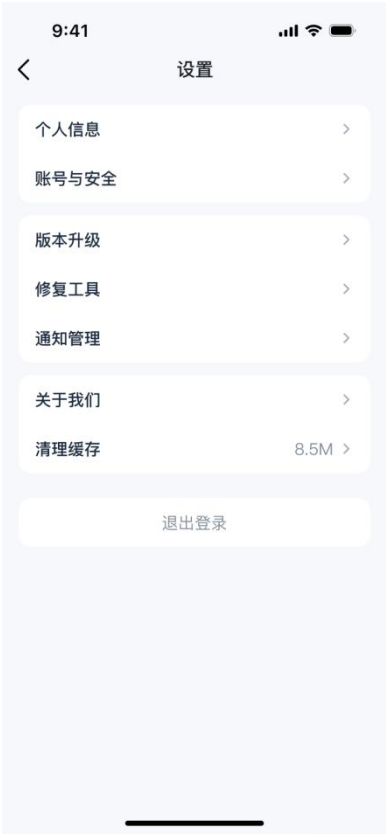 9:41
设置
个人信息
账号与安全
版本升级
修复工具
通知管理
关于我们
清理缓存 8.5M
退出登录